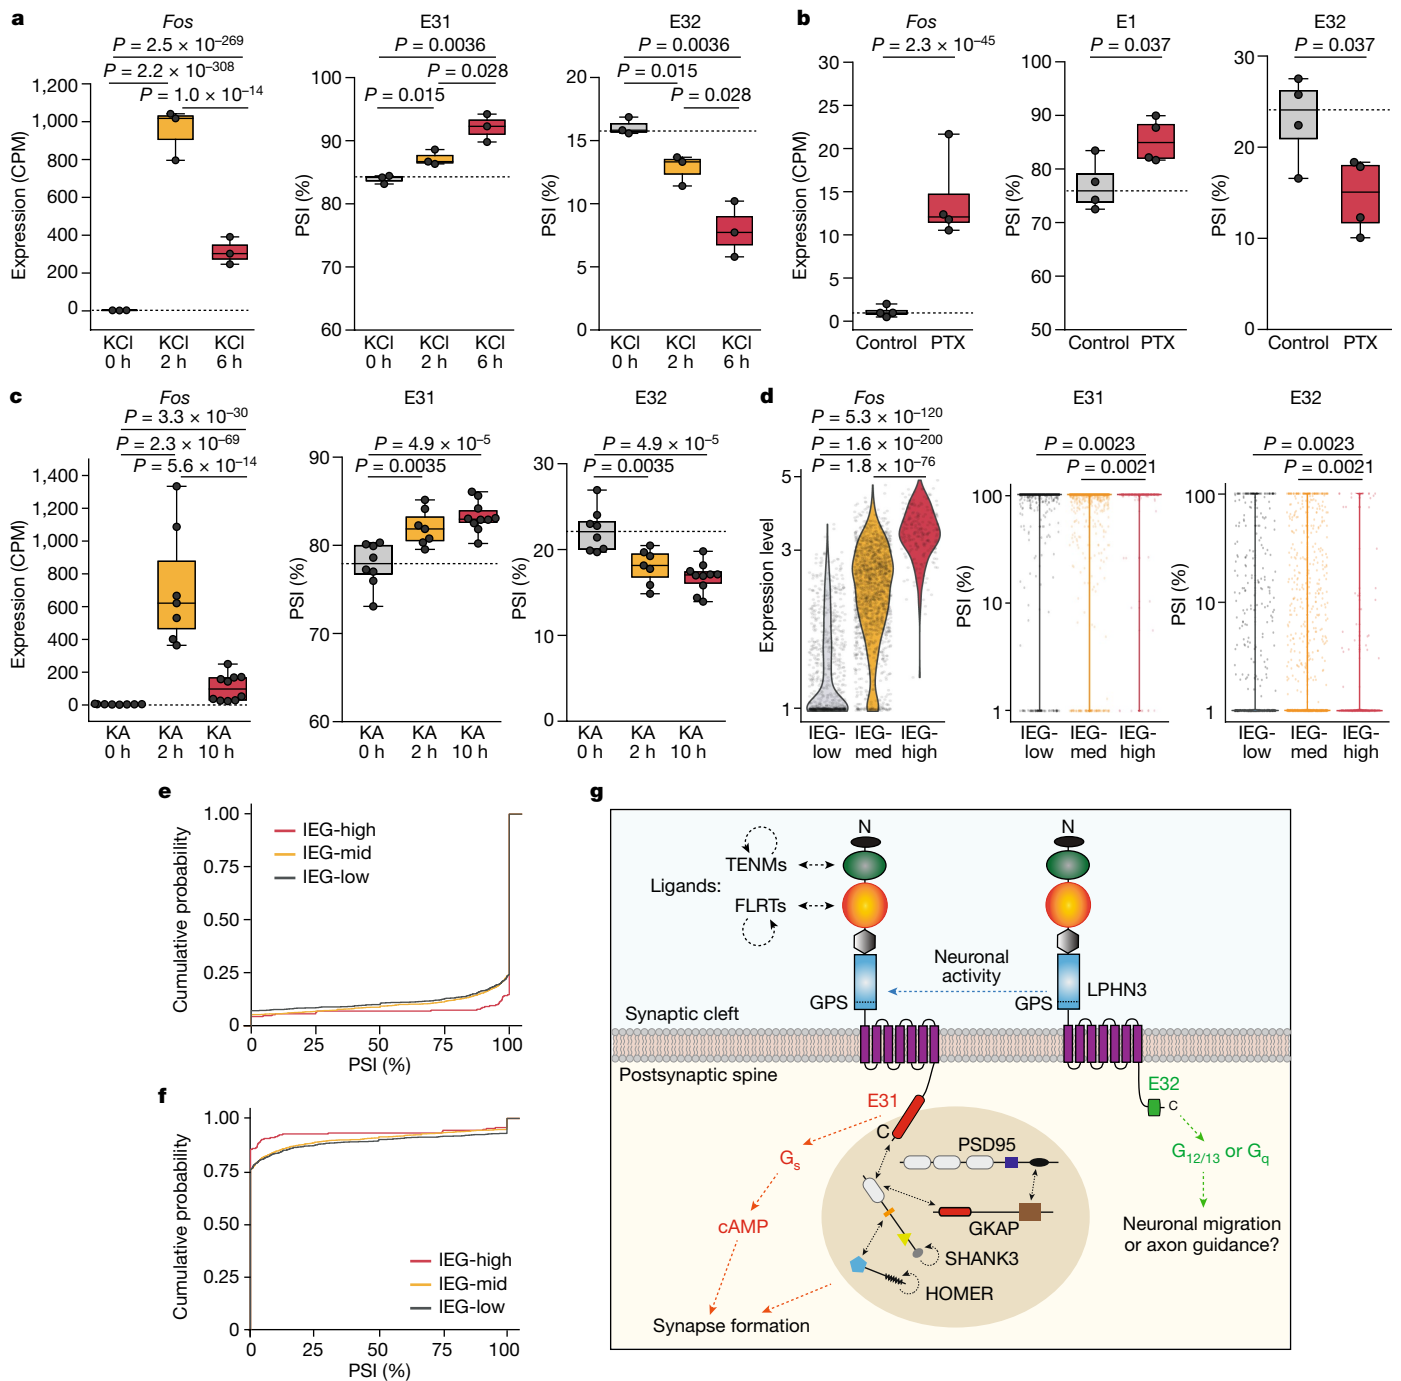 a
Fos
P = 2.5 × 10⁻²⁶⁹
P = 2.2 × 10⁻³⁰⁸
P = 1.0 × 10⁻¹⁴
Expression (CPM)
1,200
1,000
800
600
400
200
0
KCl 0 h
KCl 2 h
KCl 6 h
E31
P = 0.0036
P = 0.028
P = 0.015
PSI (%)
100
90
80
70
60
KCl 0 h
KCl 2 h
KCl 6 h
E32
P = 0.0036
P = 0.015
P = 0.028
PSI (%)
20
15
10
5
0
KCl 0 h
KCl 2 h
KCl 6 h
b
Fos
P = 2.3 × 10⁻⁴⁵
Expression (CPM)
30
25
20
15
10
5
0
Control
PTX
E1
P = 0.037
PSI (%)
100
90
80
70
60
50
Control
PTX
E32
P = 0.037
PSI (%)
30
20
10
0
Control
PTX
c
Fos
P = 3.3 × 10⁻³⁰
P = 2.3 × 10⁻⁶⁹
P = 5.6 × 10⁻¹⁴
Expression (CPM)
1,400
1,200
1,000
800
600
400
200
0
KA 0 h
KA 2 h
KA 10 h
E31
P = 4.9 × 10⁻⁵
P = 0.0035
PSI (%)
90
80
70
60
KA 0 h
KA 2 h
KA 10 h
E32
P = 4.9 × 10⁻⁵
P = 0.0035
PSI (%)
30
20
10
0
KA 0 h
KA 2 h
KA 10 h
d
Fos
P = 5.3 × 10⁻¹²⁰
P = 1.6 × 10⁻²⁰⁰
P = 1.8 × 10⁻⁷⁶
Expression level
5
3
1
IEG-low
IEG-med
IEG-high
E31
P = 0.0023
P = 0.0021
PSI (%)
100
10
1
IEG-low
IEG-med
IEG-high
E32
P = 0.0023
P = 0.0021
PSI (%)
100
10
1
IEG-low
IEG-med
IEG-high
e
Cumulative probability
1.00
0.75
0.50
0.25
0
IEG-high
IEG-mid
IEG-low
0
25
50
75
100
PSI (%)
f
Cumulative probability
1.00
0.75
0.50
0.25
0
IEG-high
IEG-mid
IEG-low
0
25
50
75
100
PSI (%)
g
N
N
TENMs
Ligands:
FLRTs
Neuronal
activity
GPS
GPS
LPHN3
Synaptic cleft
Postsynaptic spine
E31
C
E32
C
Gₛ
cAMP
PSD95
GKAP
SHANK3
HOMER
G12/13 or Gq
Neuronal migration
or axon guidance?
Synapse formation